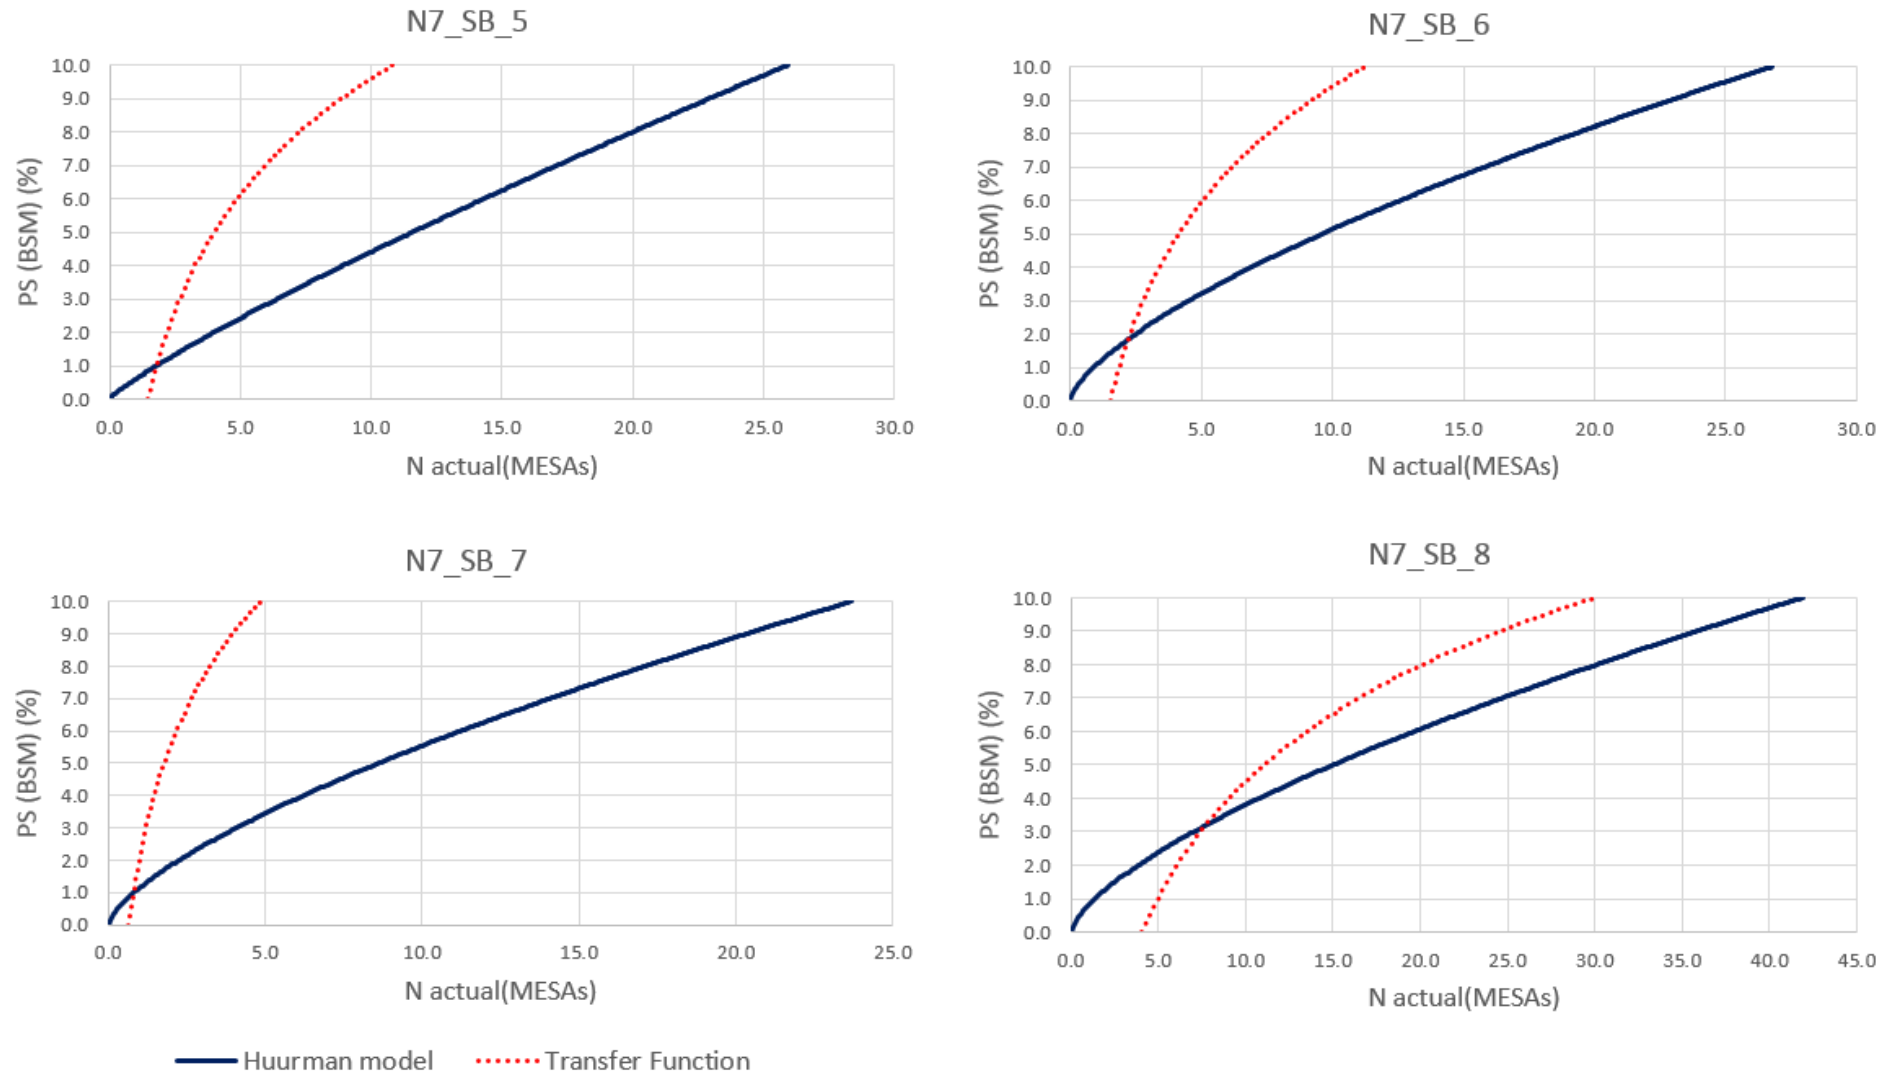 N7_SB_5
10.0
9.0
8.0
7.0
6.0
5.0
4.0
3.0
2.0
1.0
0.0
PS (BSM) (%)
0.0 5.0 10.0 15.0 20.0 25.0 30.0
N actual(MESAs)
N7_SB_6
10.0
9.0
8.0
7.0
6.0
5.0
4.0
3.0
2.0
1.0
0.0
PS (BSM) (%)
0.0 5.0 10.0 15.0 20.0 25.0 30.0
N actual(MESAs)
N7_SB_7
10.0
9.0
8.0
7.0
6.0
5.0
4.0
3.0
2.0
1.0
0.0
PS (BSM) (%)
0.0 5.0 10.0 15.0 20.0 25.0
N actual(MESAs)
N7_SB_8
10.0
9.0
8.0
7.0
6.0
5.0
4.0
3.0
2.0
1.0
0.0
PS (BSM) (%)
0.0 5.0 10.0 15.0 20.0 25.0 30.0 35.0 40.0 45.0
N actual(MESAs)
Huurman model Transfer Function